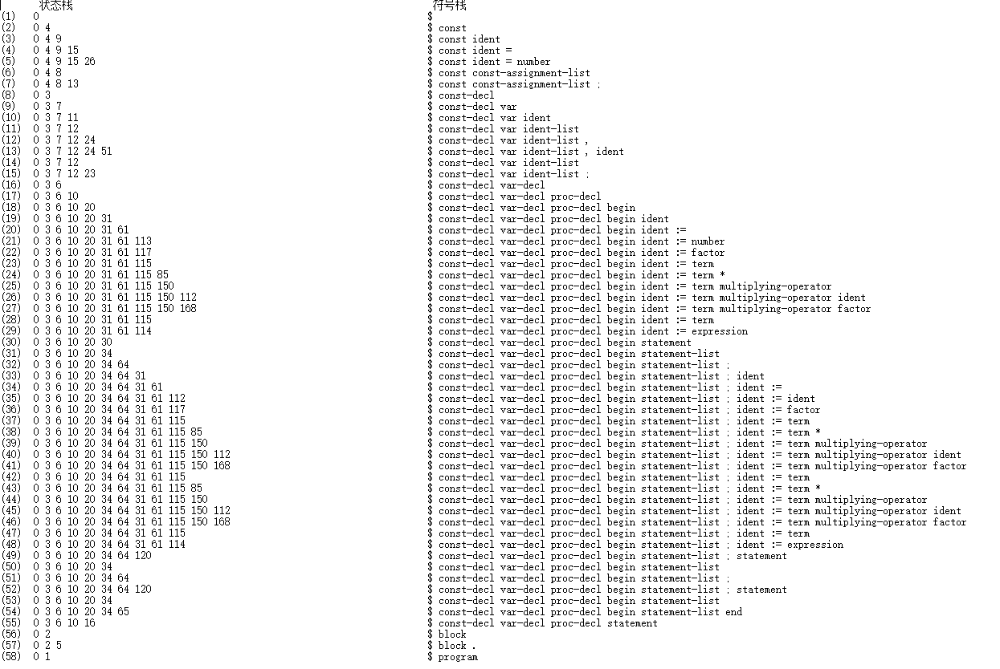 状态栈 符号栈
(1) 0 $
(2) 0 4 $ const
(3) 0 4 9 $ const ident
(4) 0 4 9 15 $ const ident =
(5) 0 4 9 15 26 $ const ident = number
(6) 0 4 8 $ const const-assignment-list
(7) 0 4 8 13 $ const const-assignment-list ;
(8) 0 3 $ const-decl
(9) 0 3 7 $ const-decl var
(10) 0 3 7 11 $ const-decl var ident
(11) 0 3 7 12 $ const-decl var ident-list
(12) 0 3 7 12 24 $ const-decl var ident-list ,
(13) 0 3 7 12 24 51 $ const-decl var ident-list , ident
(14) 0 3 7 12 $ const-decl var ident-list
(15) 0 3 7 12 23 $ const-decl var ident-list ;
(16) 0 3 6 $ const-decl var-decl
(17) 0 3 6 10 $ const-decl var-decl proc-decl
(18) 0 3 6 10 20 $ const-decl var-decl proc-decl begin
(19) 0 3 6 10 20 31 $ const-decl var-decl proc-decl begin ident
(20) 0 3 6 10 20 31 61 $ const-decl var-decl proc-decl begin ident :=
(21) 0 3 6 10 20 31 61 113 $ const-decl var-decl proc-decl begin ident := number
(22) 0 3 6 10 20 31 61 117 $ const-decl var-decl proc-decl begin ident := factor
(23) 0 3 6 10 20 31 61 115 $ const-decl var-decl proc-decl begin ident := term
(24) 0 3 6 10 20 31 61 115 85 $ const-decl var-decl proc-decl begin ident := term *
(25) 0 3 6 10 20 31 61 115 150 $ const-decl var-decl proc-decl begin ident := term multiplying-operator
(26) 0 3 6 10 20 31 61 115 150 112 $ const-decl var-decl proc-decl begin ident := term multiplying-operator ident
(27) 0 3 6 10 20 31 61 115 150 168 $ const-decl var-decl proc-decl begin ident := term multiplying-operator factor
(28) 0 3 6 10 20 31 61 115 $ const-decl var-decl proc-decl begin ident := term
(29) 0 3 6 10 20 31 61 114 $ const-decl var-decl proc-decl begin ident := expression
(30) 0 3 6 10 20 30 $ const-decl var-decl proc-decl begin statement
(31) 0 3 6 10 20 34 $ const-decl var-decl proc-decl begin statement-list
(32) 0 3 6 10 20 34 64 $ const-decl var-decl proc-decl begin statement-list ;
(33) 0 3 6 10 20 34 64 31 $ const-decl var-decl proc-decl begin statement-list ; ident
(34) 0 3 6 10 20 34 64 31 61 $ const-decl var-decl proc-decl begin statement-list ; ident :=
(35) 0 3 6 10 20 34 64 31 61 112 $ const-decl var-decl proc-decl begin statement-list ; ident := ident
(36) 0 3 6 10 20 34 64 31 61 117 $ const-decl var-decl proc-decl begin statement-list ; ident := factor
(37) 0 3 6 10 20 34 64 31 61 115 $ const-decl var-decl proc-decl begin statement-list ; ident := term
(38) 0 3 6 10 20 34 64 31 61 115 85 $ const-decl var-decl proc-decl begin statement-list ; ident := term *
(39) 0 3 6 10 20 34 64 31 61 115 150 $ const-decl var-decl proc-decl begin statement-list ; ident := term multiplying-operator
(40) 0 3 6 10 20 34 64 31 61 115 150 112 $ const-decl var-decl proc-decl begin statement-list ; ident := term multiplying-operator ident
(41) 0 3 6 10 20 34 64 31 61 115 150 168 $ const-decl var-decl proc-decl begin statement-list ; ident := term multiplying-operator factor
(42) 0 3 6 10 20 34 64 31 61 115 $ const-decl var-decl proc-decl begin statement-list ; ident := term
(43) 0 3 6 10 20 34 64 31 61 115 85 $ const-decl var-decl proc-decl begin statement-list ; ident := term *
(44) 0 3 6 10 20 34 64 31 61 115 150 $ const-decl var-decl proc-decl begin statement-list ; ident := term multiplying-operator
(45) 0 3 6 10 20 34 64 31 61 115 150 112 $ const-decl var-decl proc-decl begin statement-list ; ident := term multiplying-operator ident
(46) 0 3 6 10 20 34 64 31 61 115 150 168 $ const-decl var-decl proc-decl begin statement-list ; ident := term multiplying-operator factor
(47) 0 3 6 10 20 34 64 31 61 115 $ const-decl var-decl proc-decl begin statement-list ; ident := term
(48) 0 3 6 10 20 34 64 31 61 114 $ const-decl var-decl proc-decl begin statement-list ; ident := expression
(49) 0 3 6 10 20 34 64 120 $ const-decl var-decl proc-decl begin statement-list ; statement
(50) 0 3 6 10 20 34 $ const-decl var-decl proc-decl begin statement-list
(51) 0 3 6 10 20 34 64 $ const-decl var-decl proc-decl begin statement-list ;
(52) 0 3 6 10 20 34 64 120 $ const-decl var-decl proc-decl begin statement-list ; statement
(53) 0 3 6 10 20 34 $ const-decl var-decl proc-decl begin statement-list
(54) 0 3 6 10 20 34 65 $ const-decl var-decl proc-decl begin statement-list end
(55) 0 3 6 10 16 $ const-decl var-decl proc-decl statement
(56) 0 2 $ block
(57) 0 2 5 $ block .
(58) 0 1 $ program